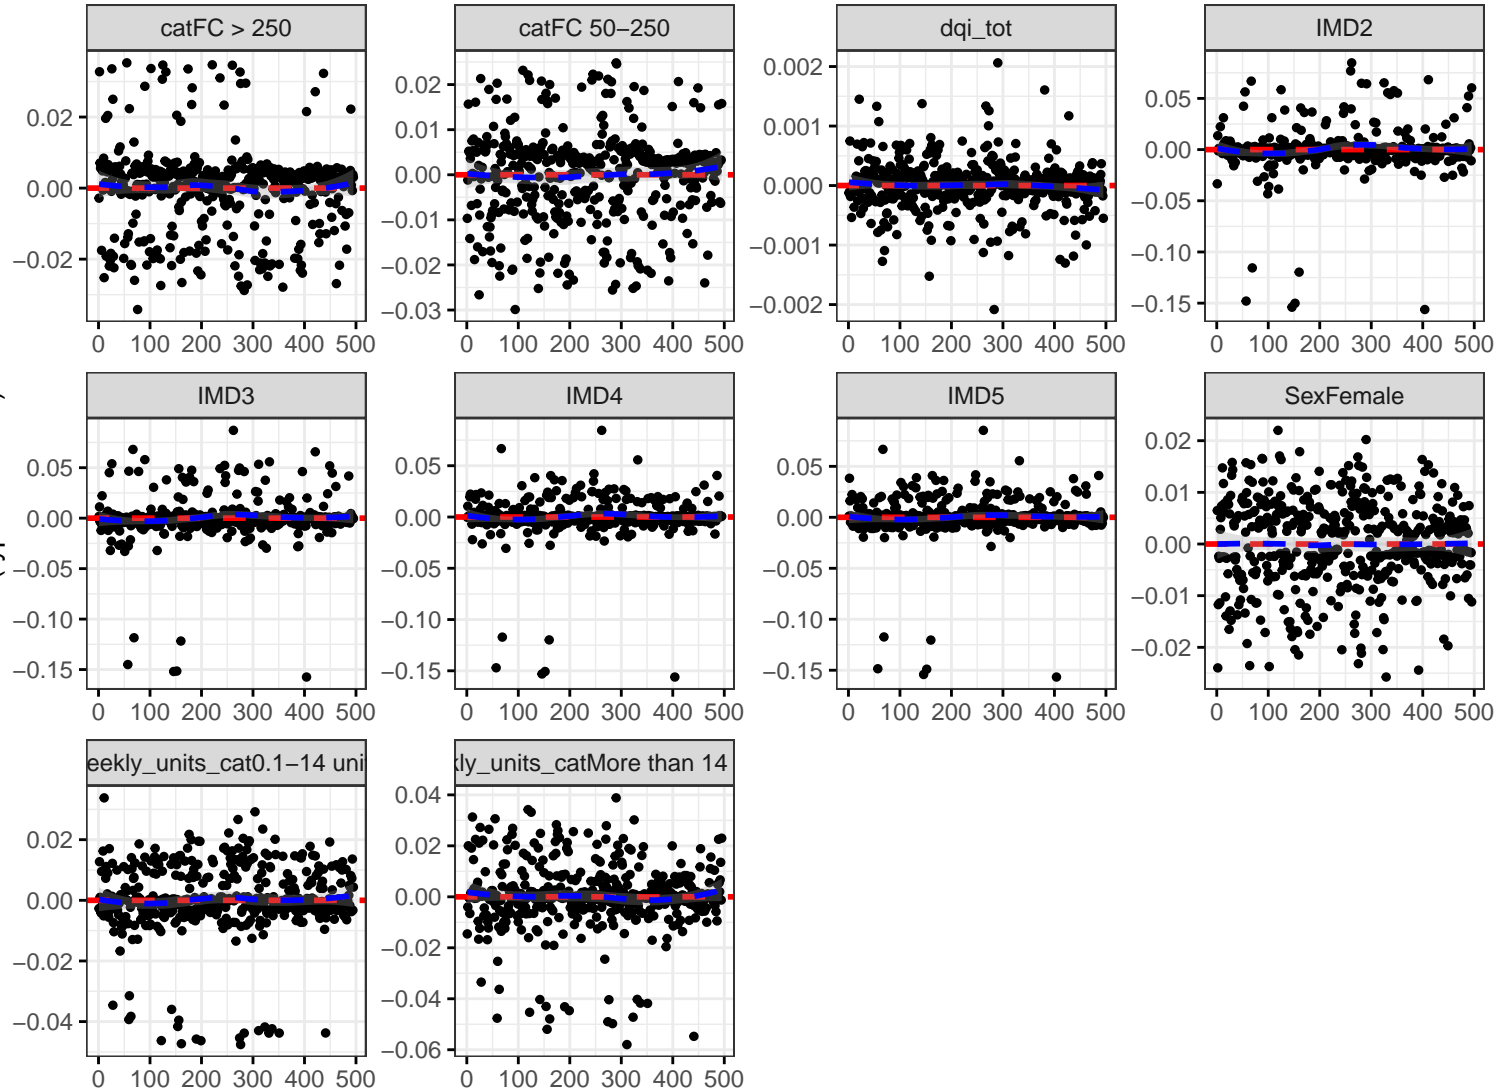 catFC > 250 catFC 50−250 dqi_tot IMD2
0.02 0.00 −0.02
0.02 0.01 0.00 −0.01 −0.02 −0.03
0.002 0.001 0.000 −0.001 −0.002
0.05 0.00 −0.05 −0.10 −0.15
0 100 200 300 400 500 0 100 200 300 400 500 0 100 200 300 400 500 0 100 200 300 400 500
IMD3 IMD4 IMD5 SexFemale
0.05 0.00 −0.05 −0.10 −0.15
0.05 0.00 −0.05 −0.10 −0.15
0.05 0.00 −0.05 −0.10 −0.15
0.02 0.01 0.00 −0.01 −0.02
0 100 200 300 400 500 0 100 200 300 400 500 0 100 200 300 400 500 0 100 200 300 400 500
eekly_units_cat0.1−14 unit kly_units_catMore than 14
0.02 0.00 −0.02 −0.04
0.04 0.02 0.00 −0.02 −0.04 −0.06
0 100 200 300 400 500 0 100 200 300 400 500